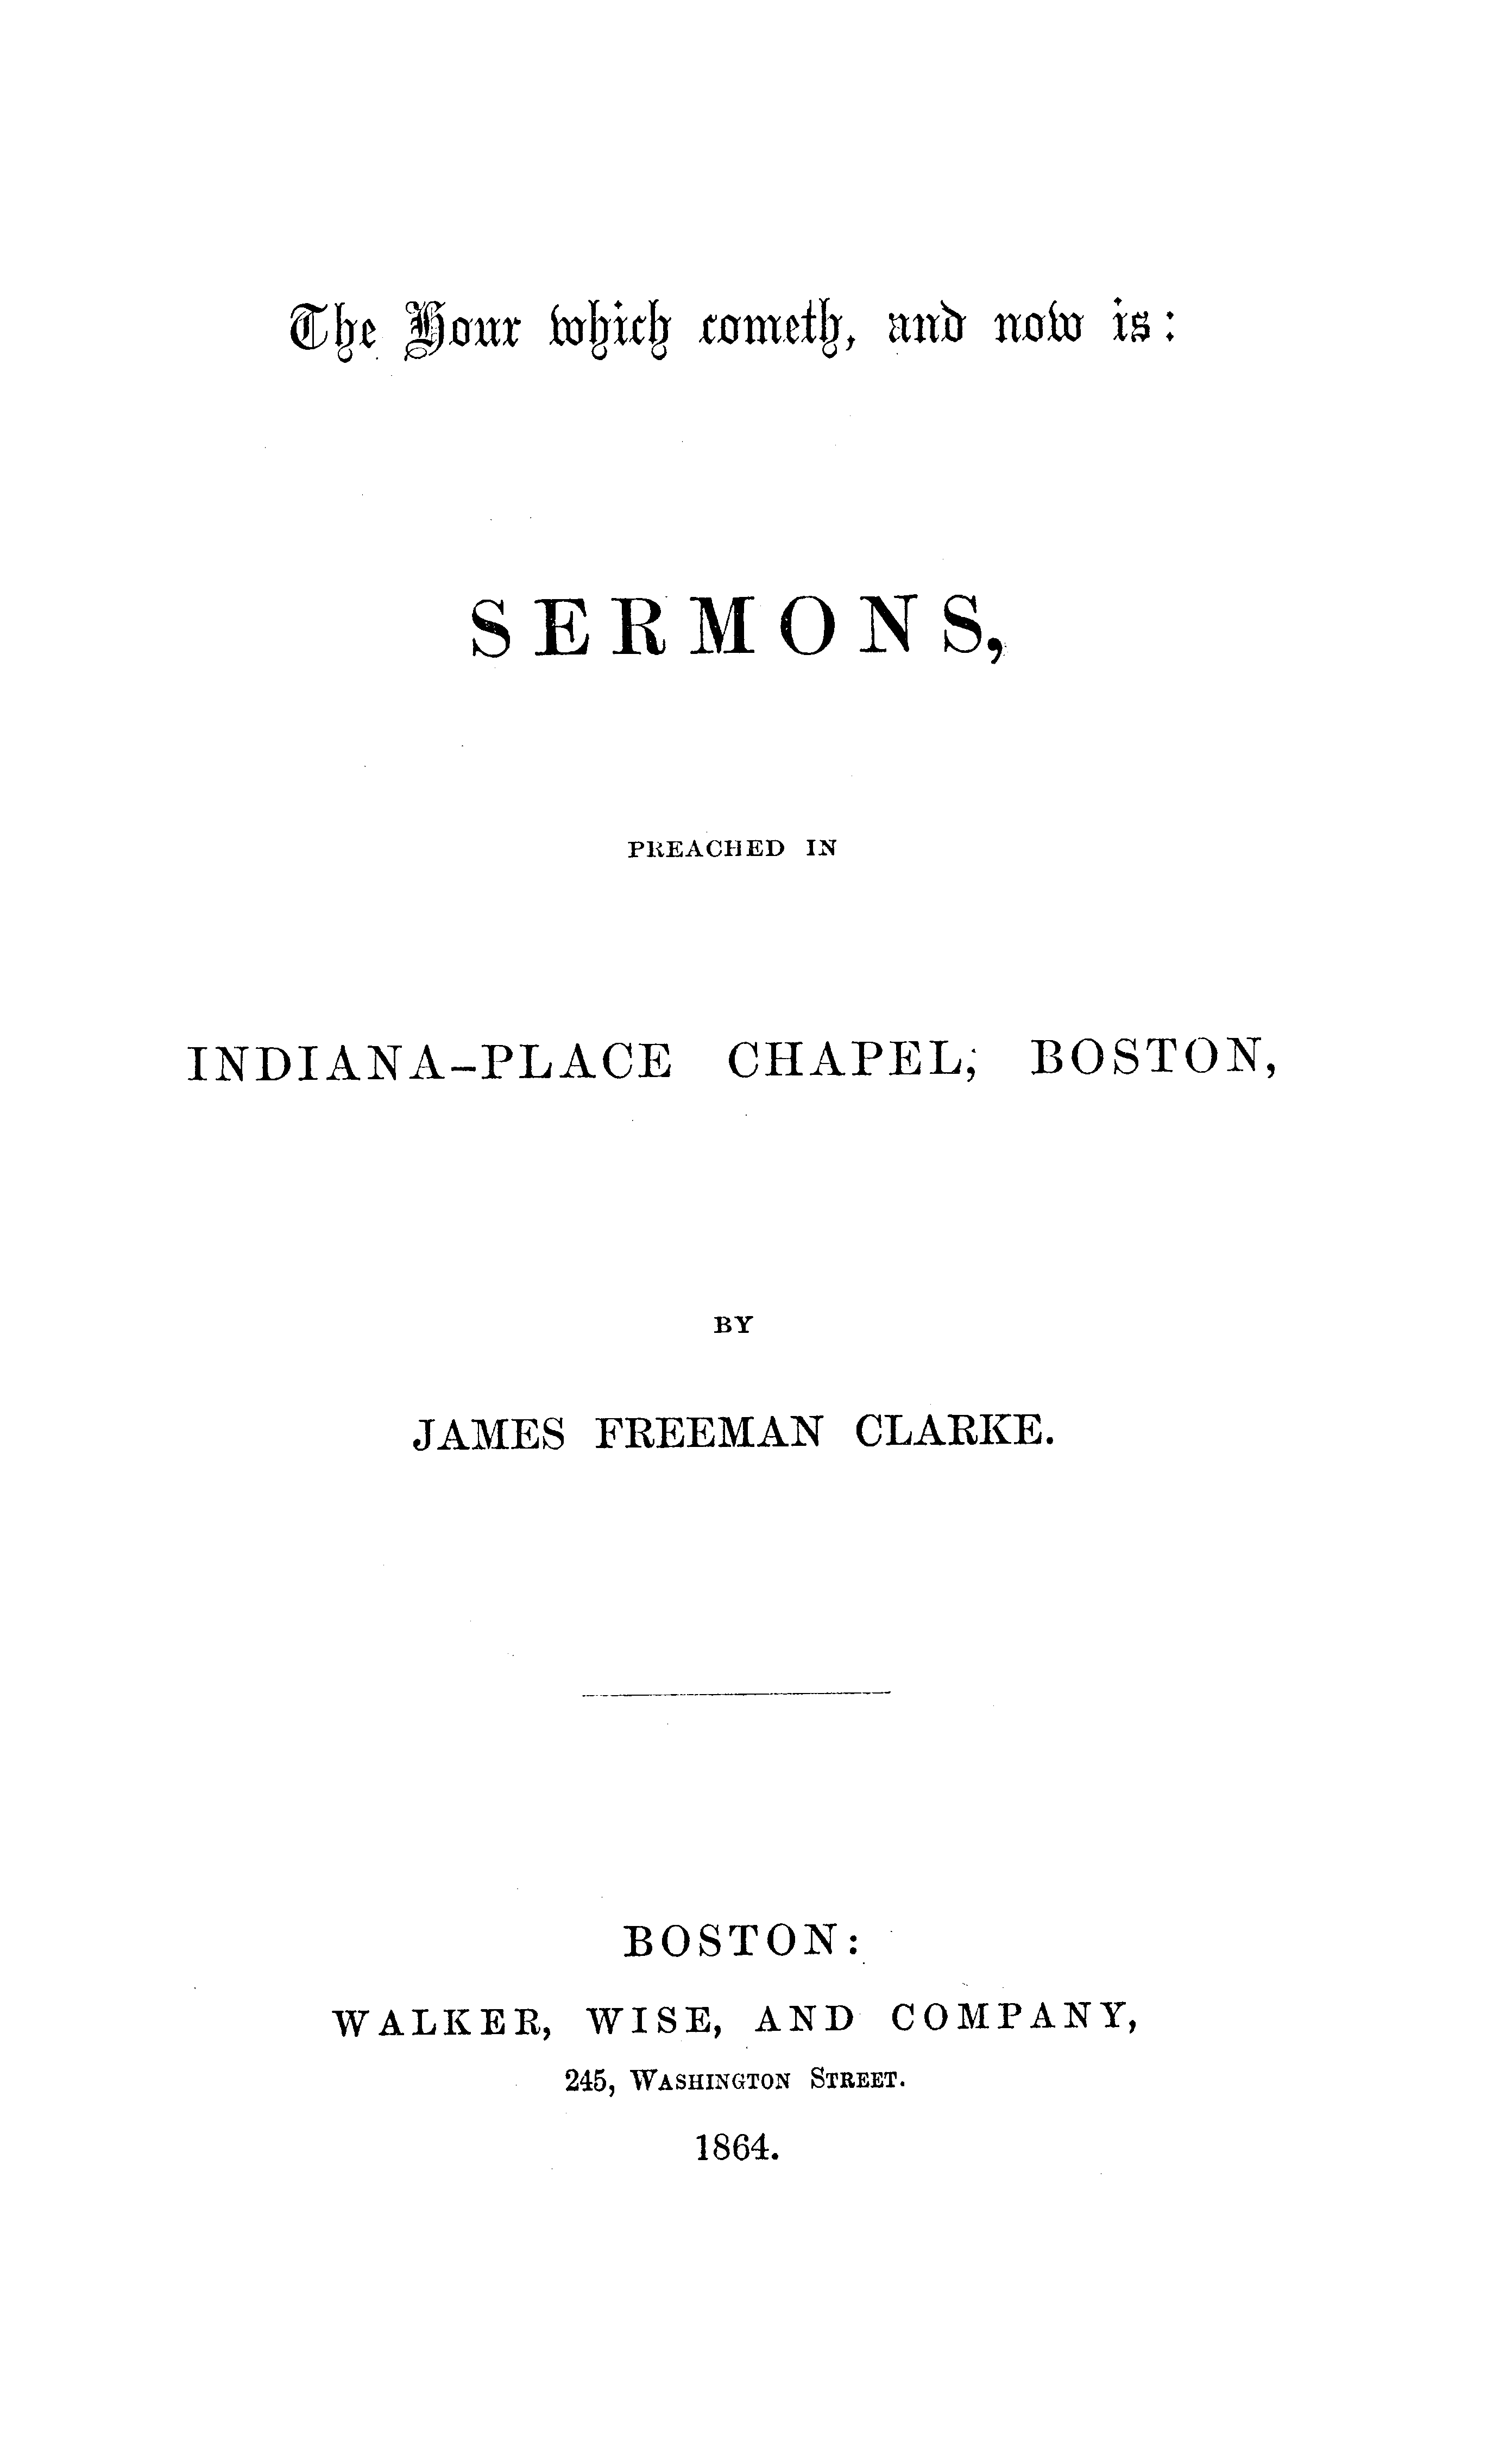 The Hour which cometh, and now is:
SERMONS,
PREACHED IN
INDIANA-PLACE CHAPEL, BOSTON,
BY
JAMES FREEMAN CLARKE.
BOSTON:
WALKER, WISE, AND COMPANY,
245, WASHINGTON STREET.
1864.